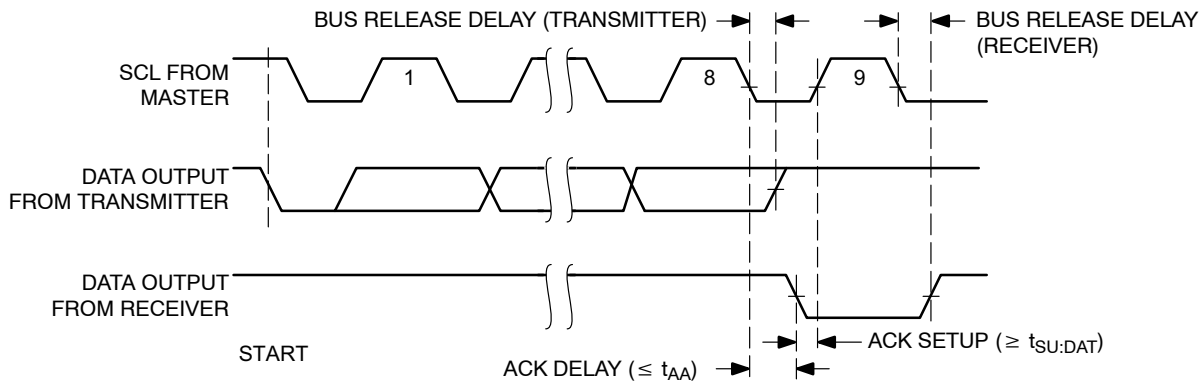 BUS RELEASE DELAY (TRANSMITTER)
BUS RELEASE DELAY
(RECEIVER)
SCL FROM
MASTER
1
8
9
DATA OUTPUT
FROM TRANSMITTER
DATA OUTPUT
FROM RECEIVER
START
ACK SETUP (≥ tSU:DAT)
ACK DELAY (≤ tAA)